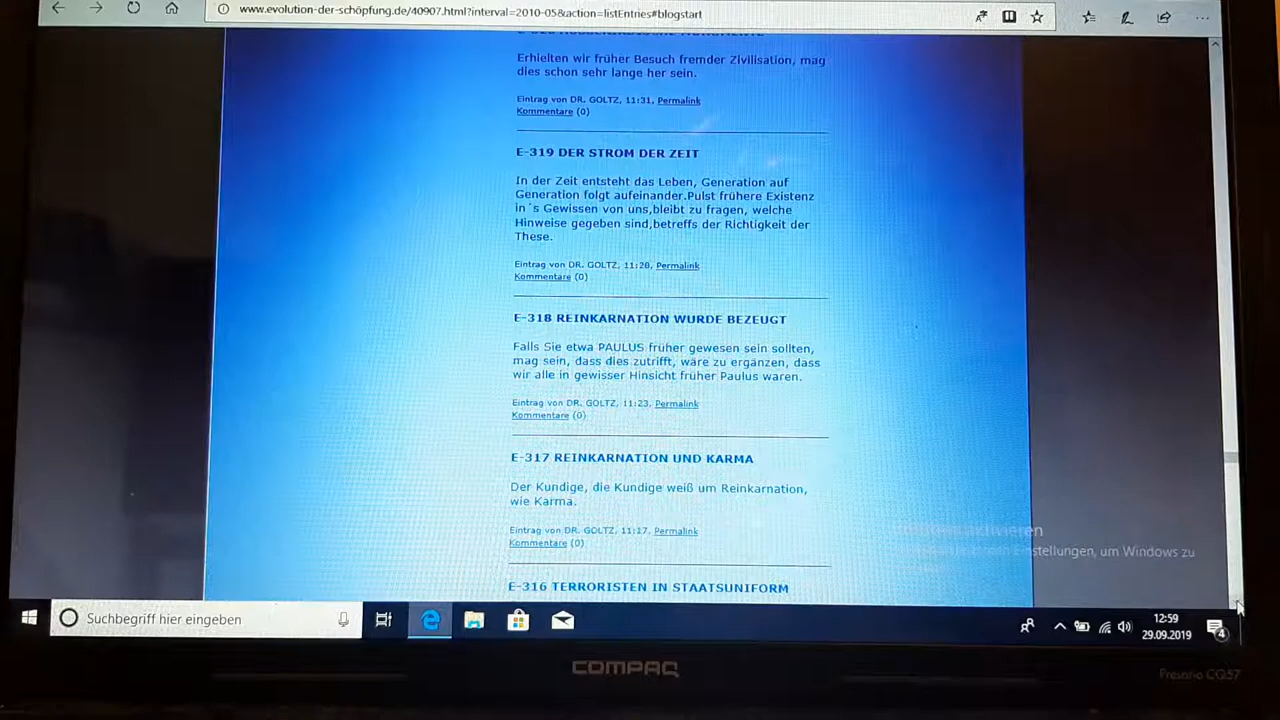 www.evolution-der-schöpfung.de/40907.html?interval=2010-05&action=listEntries#blogstart
Erhielten wir früher Besuch fremder Zivilisation, mag
dies schon sehr lange her sein.
Eintrag von DR. GOLTZ, 11:31, Permalink
Kommentare (0)
E-319 DER STROM DER ZEIT
In der Zeit entsteht das Leben, Generation auf
Generation folgt aufeinander.Pulst frühere Existenz
in´s Gewissen von uns,bleibt zu fragen, welche
Hinweise gegeben sind,betreffs der Richtigkeit der
These.
Eintrag von DR. GOLTZ, 11:28, Permalink
Kommentare (0)
E-318 REINKARNATION WURDE BEZEUGT
Falls Sie etwa PAULUS früher gewesen sein sollten,
mag sein, dass dies zutrifft, wäre zu ergänzen, dass
wir alle in gewisser Hinsicht früher Paulus waren.
Eintrag von DR. GOLTZ, 11:23, Permalink
Kommentare (0)
E-317 REINKARNATION UND KARMA
Der Kundige, die Kundige weiß um Reinkarnation,
wie Karma.
Eintrag von DR. GOLTZ, 11:17, Permalink
Kommentare (0)
E-316 TERRORISTEN IN STAATSUNIFORM
um Windows zu
Suchbegriff hier eingeben
12:59
29.09.2019
4
COMPAQ
Presario CQ57